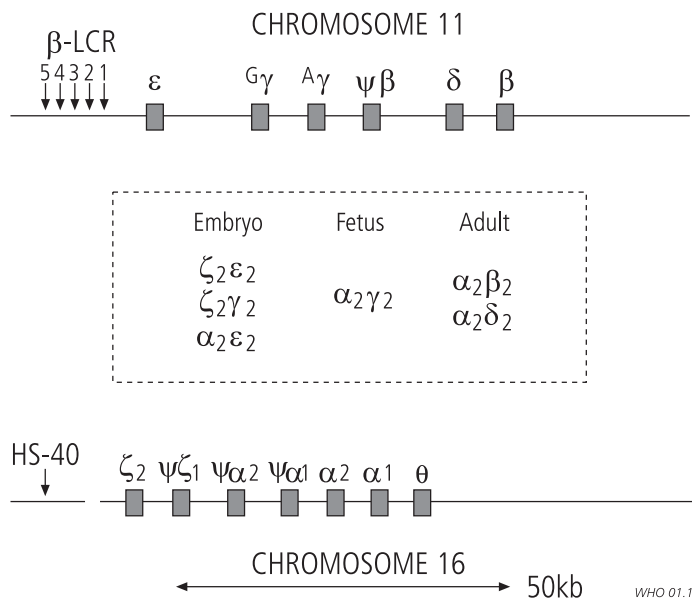 CHROMOSOME 11
β-LCR
5 4 3 2 1
ε Gγ Aγ ψβ δ β
Embryo Fetus Adult
ζ2ε2
ζ2γ2 α2γ2 α2β2
α2ε2 α2δ2
HS-40
ζ2 ψζ1 ψα2 ψα1 α2 α1 θ
CHROMOSOME 16
50kb
WHO 01.1